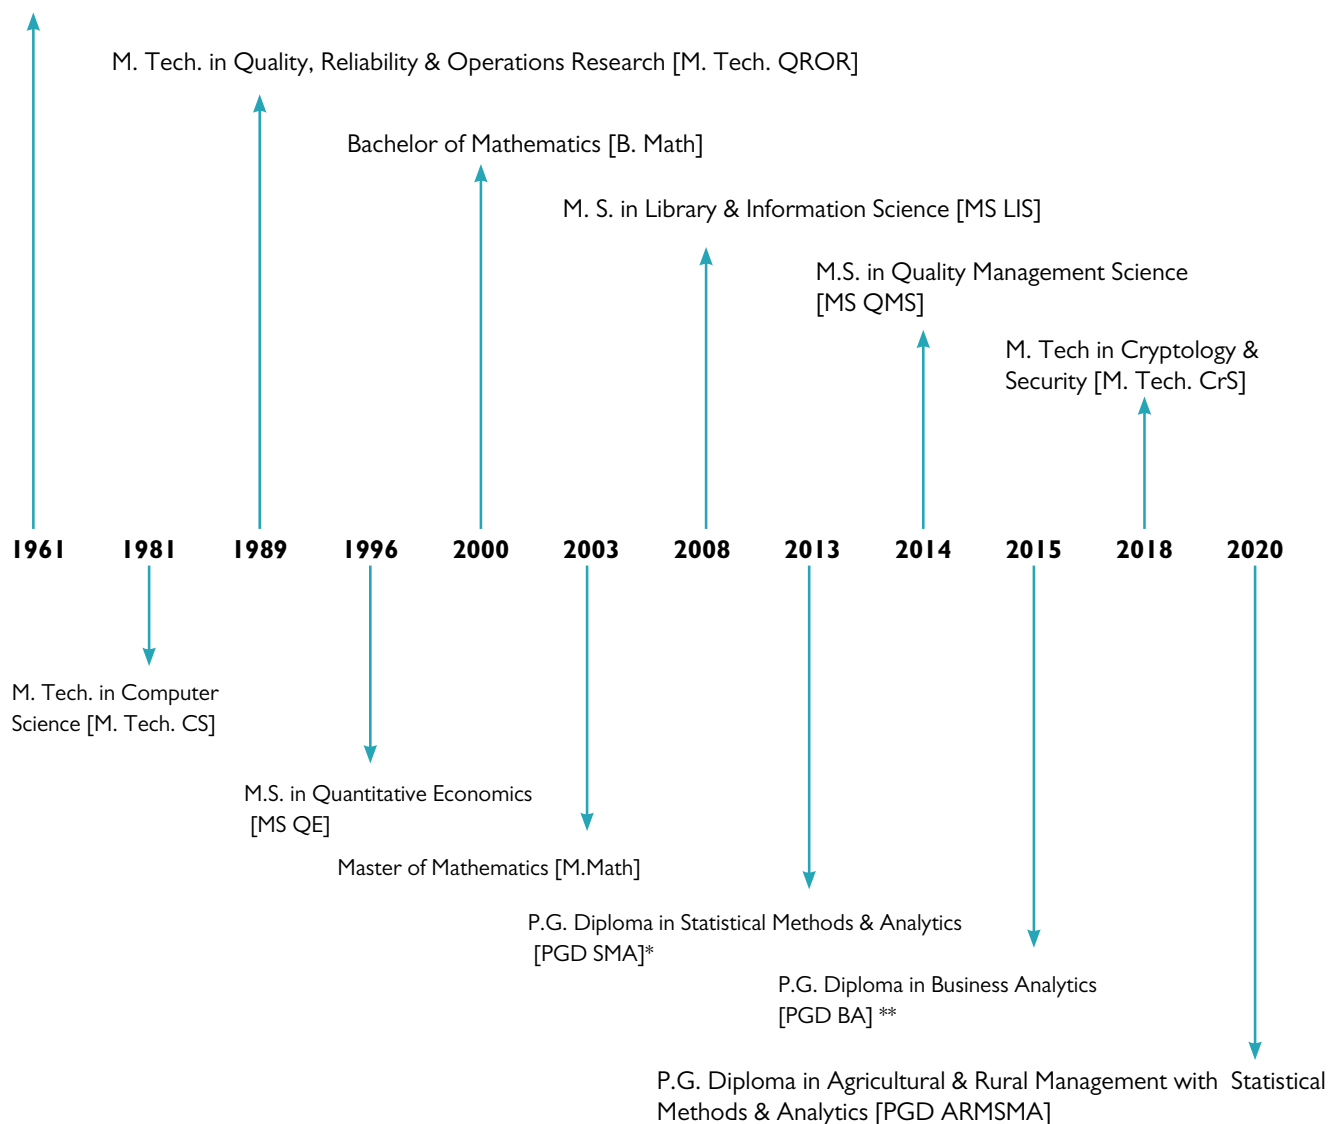 M. Tech. in Quality, Reliability & Operations Research [M. Tech. QROR]
Bachelor of Mathematics [B. Math]
M. S. in Library & Information Science [MS LIS]
M.S. in Quality Management Science
[MS QMS]
M. Tech in Cryptology &
Security [M. Tech. CrS]
1961 1981 1989 1996 2000 2003 2008 2013 2014 2015 2018 2020
M. Tech. in Computer
Science [M. Tech. CS]
M.S. in Quantitative Economics
[MS QE]
Master of Mathematics [M.Math]
P.G. Diploma in Statistical Methods & Analytics
[PGD SMA]*
P.G. Diploma in Business Analytics
[PGD BA] **
P.G. Diploma in Agricultural & Rural Management with Statistical
Methods & Analytics [PGD ARMSMA]